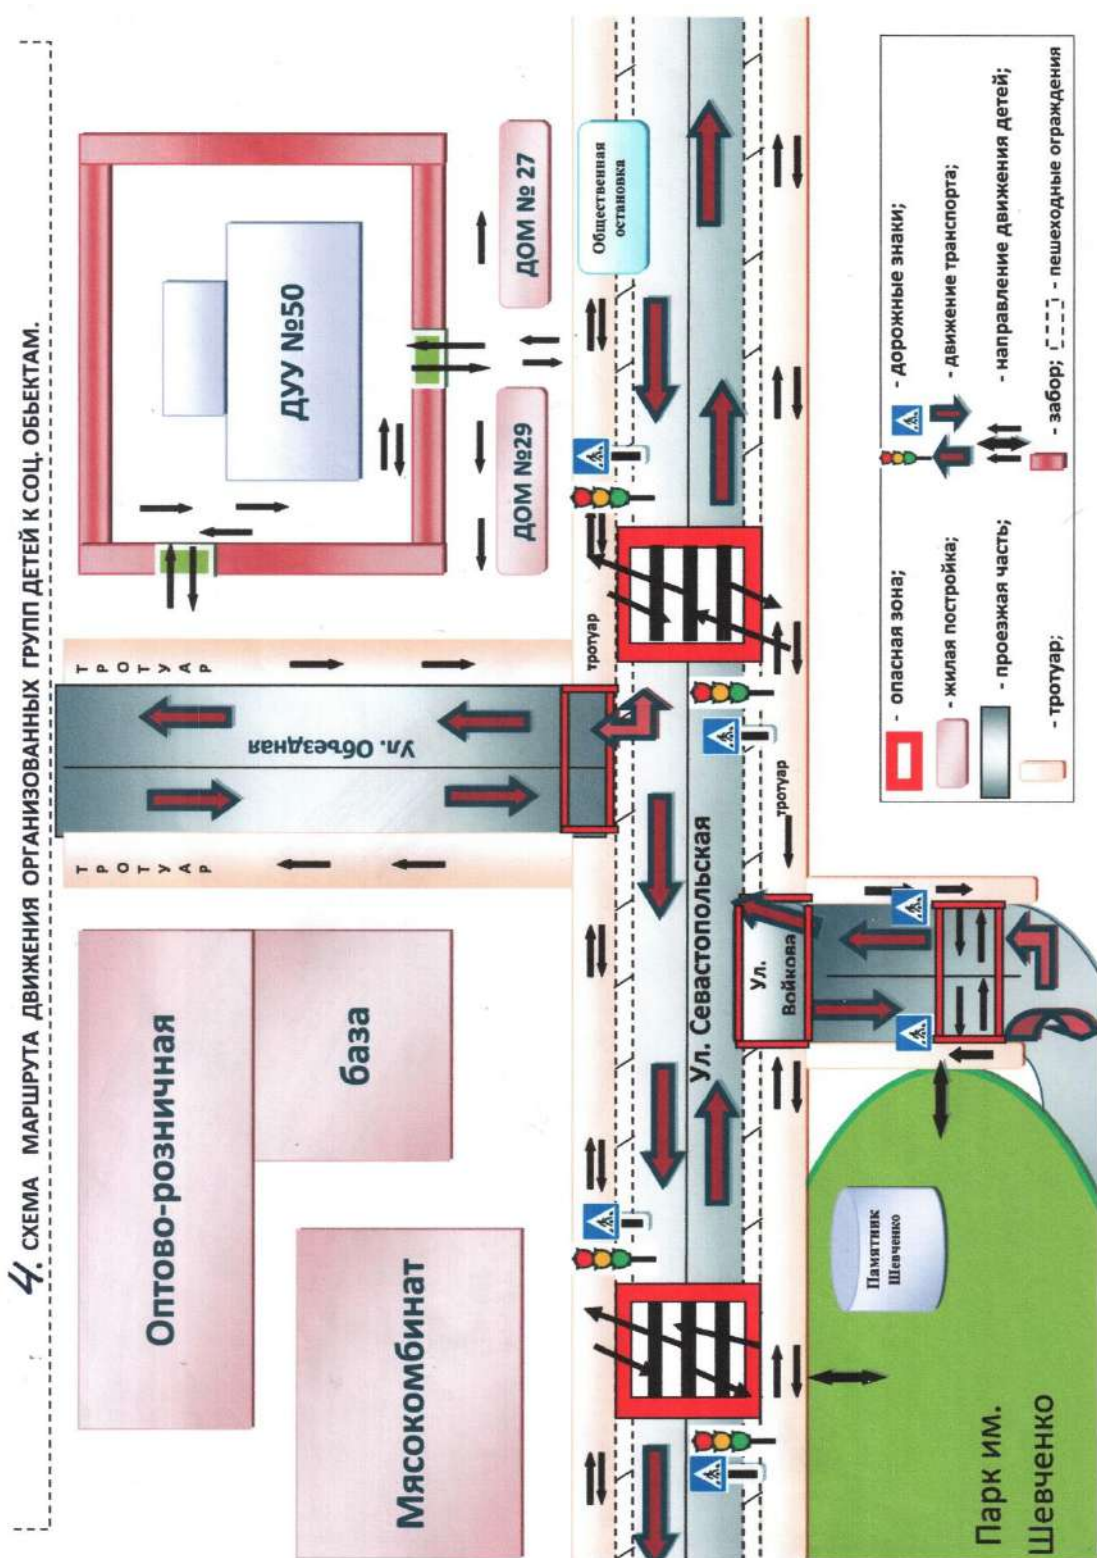 4. СХЕМА МАРШРУТА ДВИЖЕНИЯ ОРГАНИЗОВАННЫХ ГРУПП ДЕТЕЙ К СОЦ. ОБЬЕКТАМ.
Оптово-розничная
база
Мясокомбинат
ТРОТУАР
Ул. Объездная
ТРОТУАР
ДУУ №50
ДОМ №29
ДОМ № 27
Общественная
остановка
тротуар
Ул. Севастопольская
тротуар
Ул.
Войкова
Памятник
Шевченко
Парк им.
Шевченко
- опасная зона;
- дорожные знаки;
- жилая постройка;
- движение транспорта;
- проезжая часть;
- направление движения детей;
- тротуар;
- забор;
- пешеходные ограждения